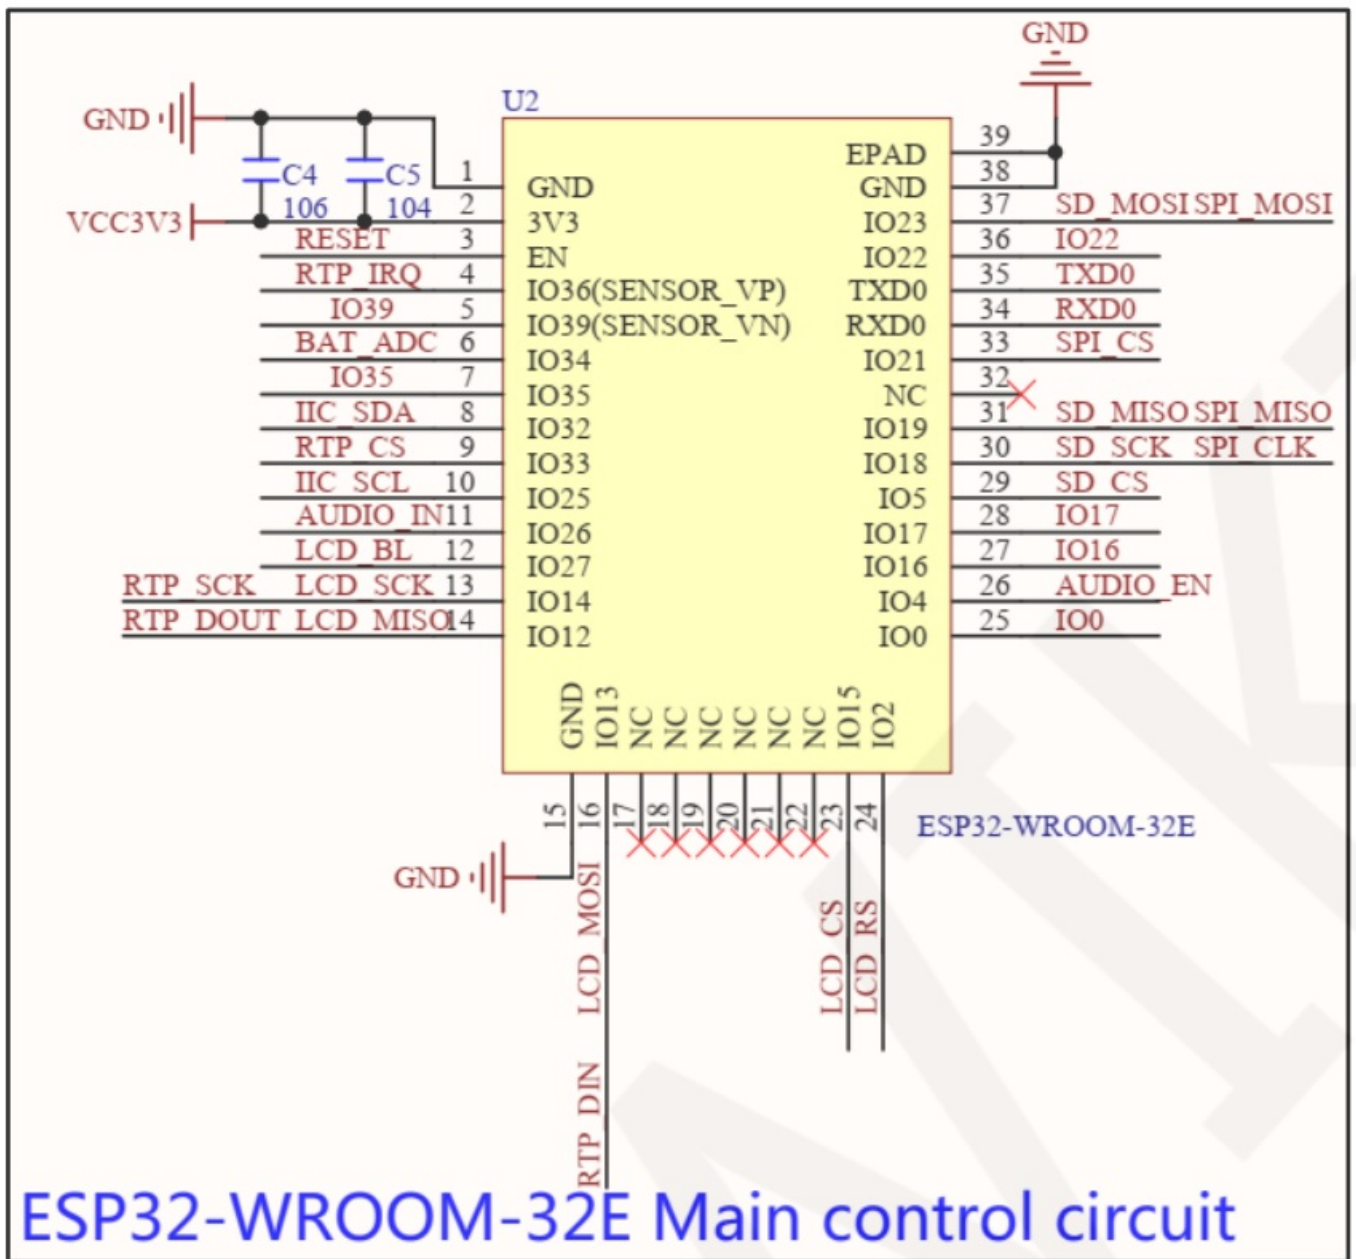 GND
U2
GND
C4
106
C5
104
VCC3V3
1 GND
2 3V3
RESET 3 EN
RTP_IRQ 4 IO36(SENSOR_VP)
IO39 5 IO39(SENSOR_VN)
BAT_ADC 6 IO34
IO35 7 IO35
IIC_SDA 8 IO32
RTP_CS 9 IO33
IIC_SCL 10 IO25
AUDIO_IN 11 IO26
LCD_BL 12 IO27
RTP_SCK LCD_SCK 13 IO14
RTP_DOUT LCD_MISO 14 IO12
EPAD 39
GND 38
IO23 37 SD_MOSI SPI_MOSI
IO22 36 IO22
TXD0 35 TXD0
RXD0 34 RXD0
IO21 33 SPI_CS
NC 32
IO19 31 SD_MISO SPI_MISO
IO18 30 SD_SCK SPI_CLK
IO5 29 SD_CS
IO17 28 IO17
IO16 27 IO16
IO4 26 AUDIO_EN
IO0 25 IO0
GND 15
IO13 16 LCD_MOSI RTP_DIN
NC 17
NC 18
NC 19
NC 20
NC 21
NC 22
IO15 23 LCD_CS
IO2 24 LCD_RS
GND
ESP32-WROOM-32E
ESP32-WROOM-32E Main control circuit